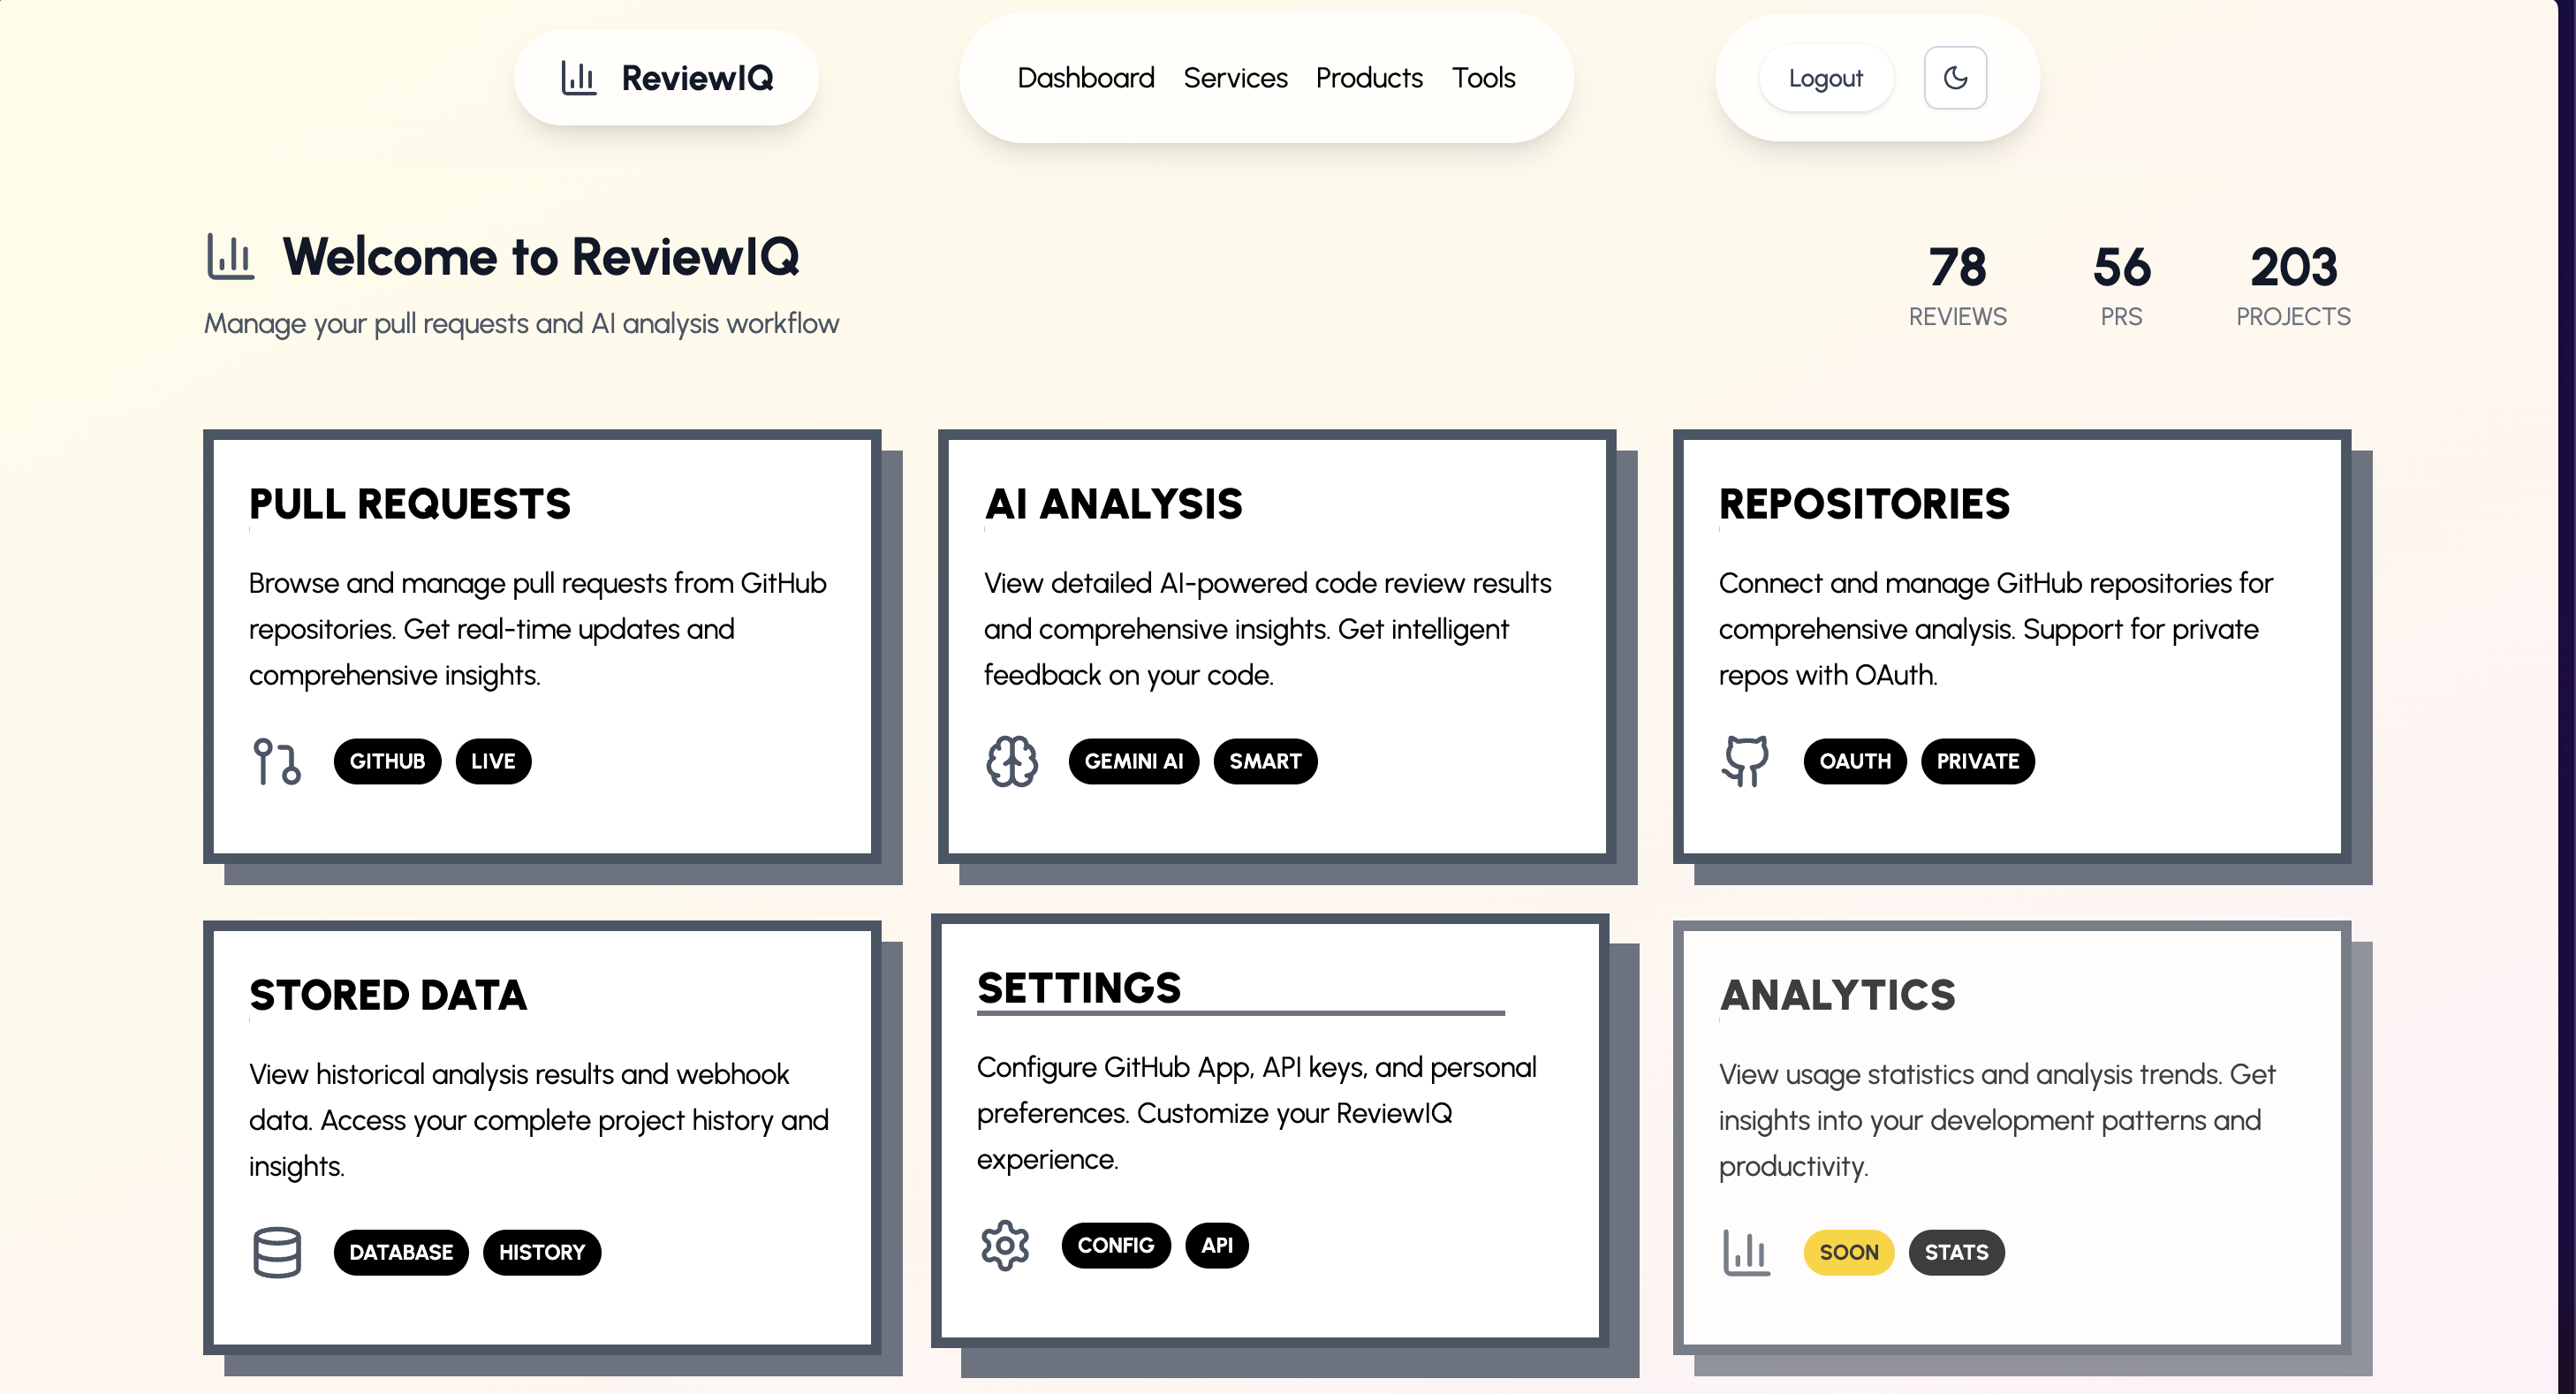 ReviewIQ
Dashboard Services Products Tools
Logout
Welcome to ReviewIQ
Manage your pull requests and AI analysis workflow
78
REVIEWS
56
PRS
203
PROJECTS
PULL REQUESTS
Browse and manage pull requests from GitHub
repositories. Get real-time updates and
comprehensive insights.
GITHUB LIVE
AI ANALYSIS
View detailed AI-powered code review results
and comprehensive insights. Get intelligent
feedback on your code.
GEMINI AI SMART
REPOSITORIES
Connect and manage GitHub repositories for
comprehensive analysis. Support for private
repos with OAuth.
OAUTH PRIVATE
STORED DATA
View historical analysis results and webhook
data. Access your complete project history and
insights.
DATABASE HISTORY
SETTINGS
Configure GitHub App, API keys, and personal
preferences. Customize your ReviewIQ
experience.
CONFIG API
ANALYTICS
View usage statistics and analysis trends. Get
insights into your development patterns and
productivity.
SOON STATS